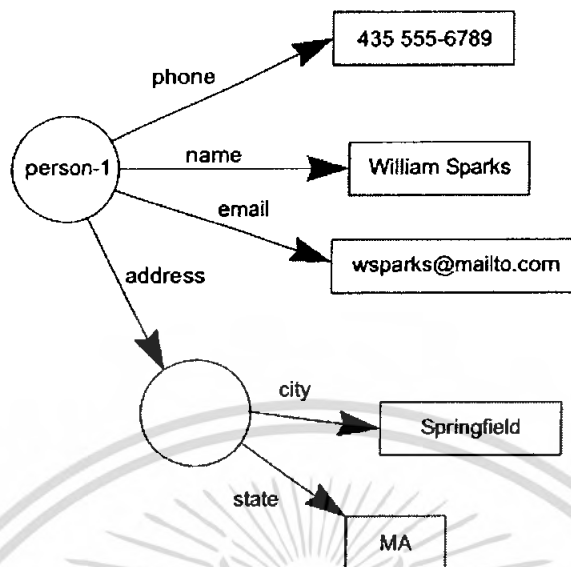 435 555-6789
phone
person-1
name
William Sparks
email
wsparks@mailto.com
address
city
Springfield
state
MA